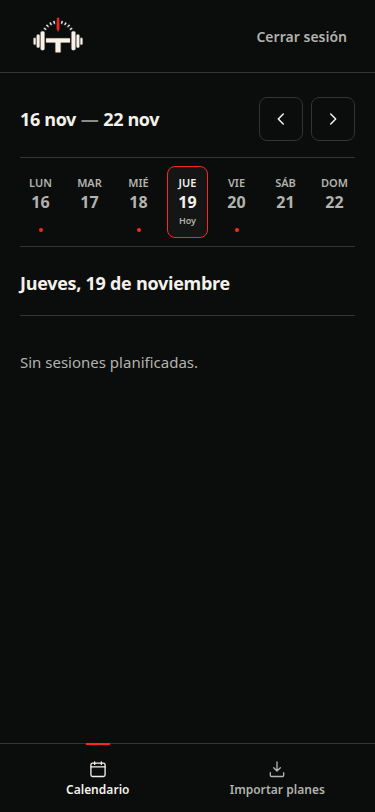 Cerrar sesión
16 nov — 22 nov
LUN MAR MIÉ JUE VIE SÁB DOM
16 17 18 19 20 21 22
Hoy
Jueves, 19 de noviembre
Sin sesiones planificadas.
Calendario Importar planes